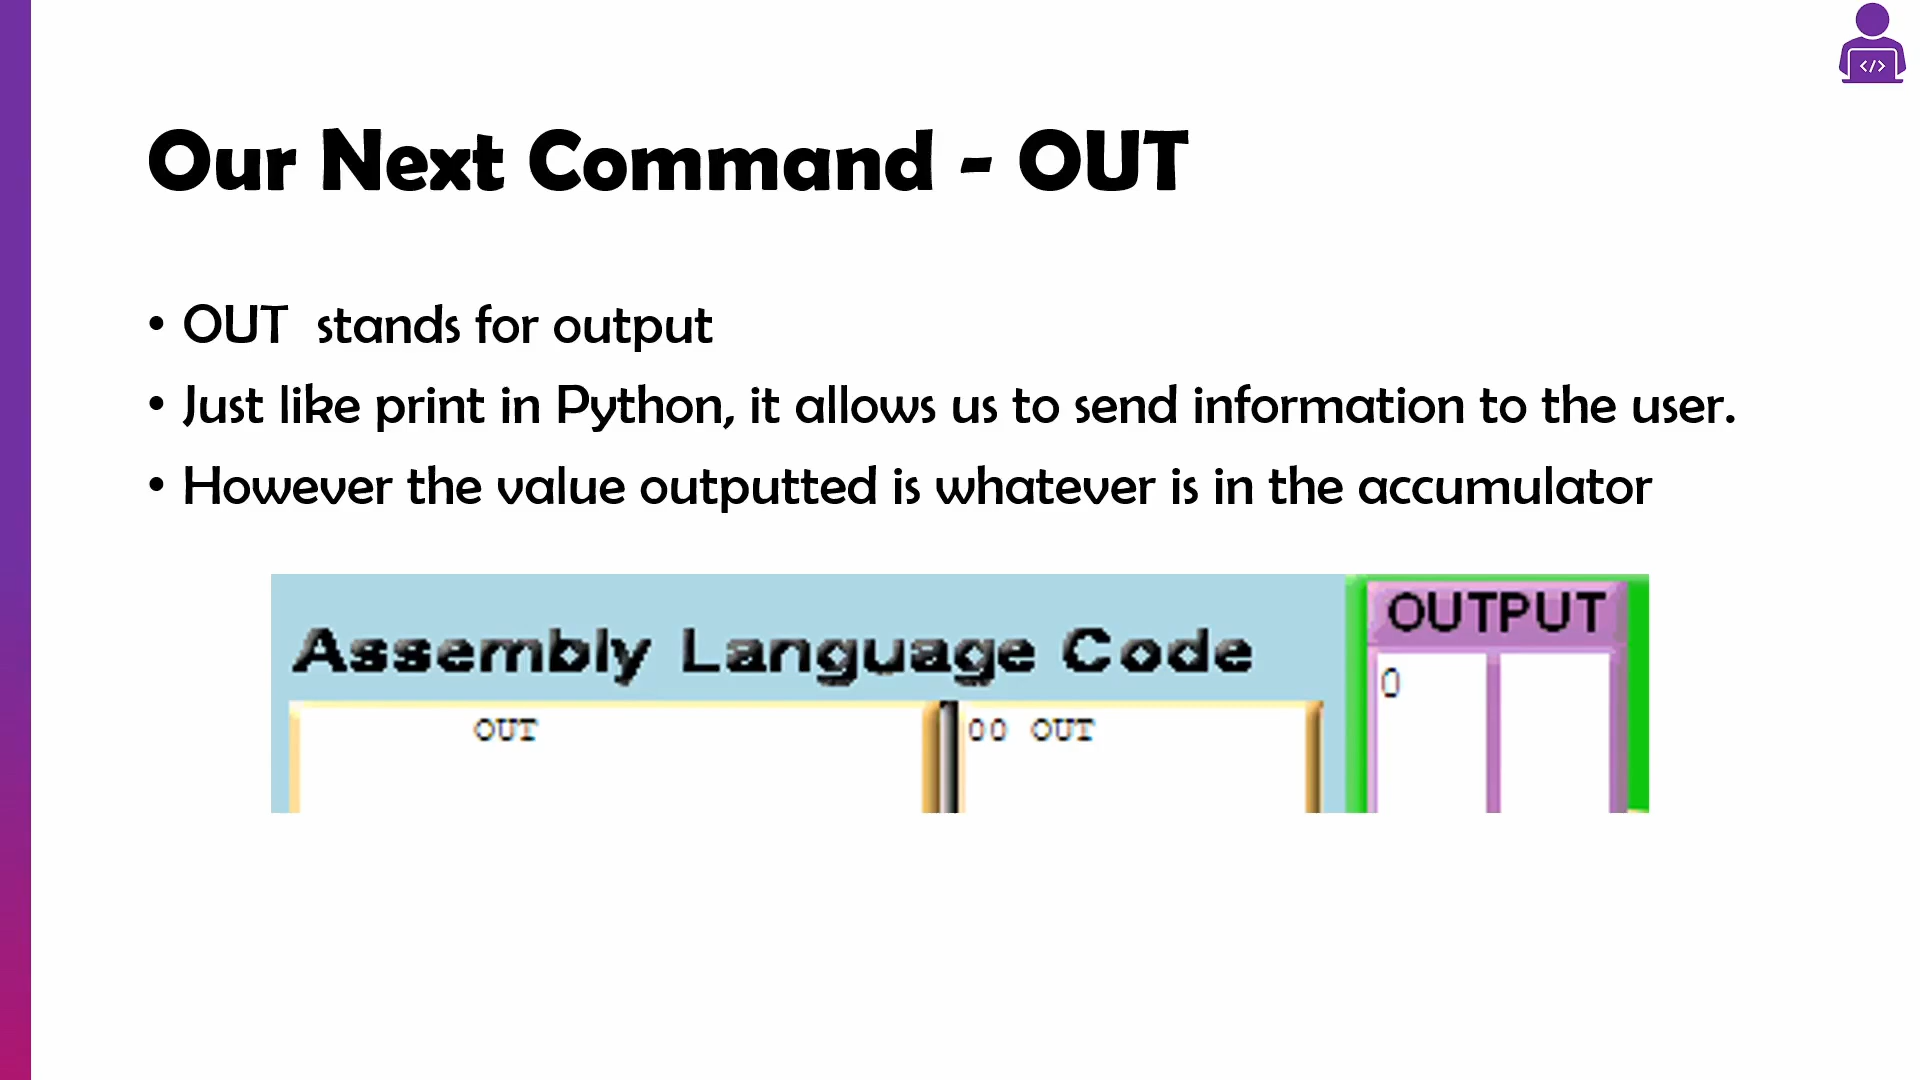 </>
Our Next Command - OUT
• OUT  stands for output
• Just like print in Python, it allows us to send information to the user.
• However the value outputted is whatever is in the accumulator
Assembly Language Code
OUTPUT
0
OUT
00 OUT